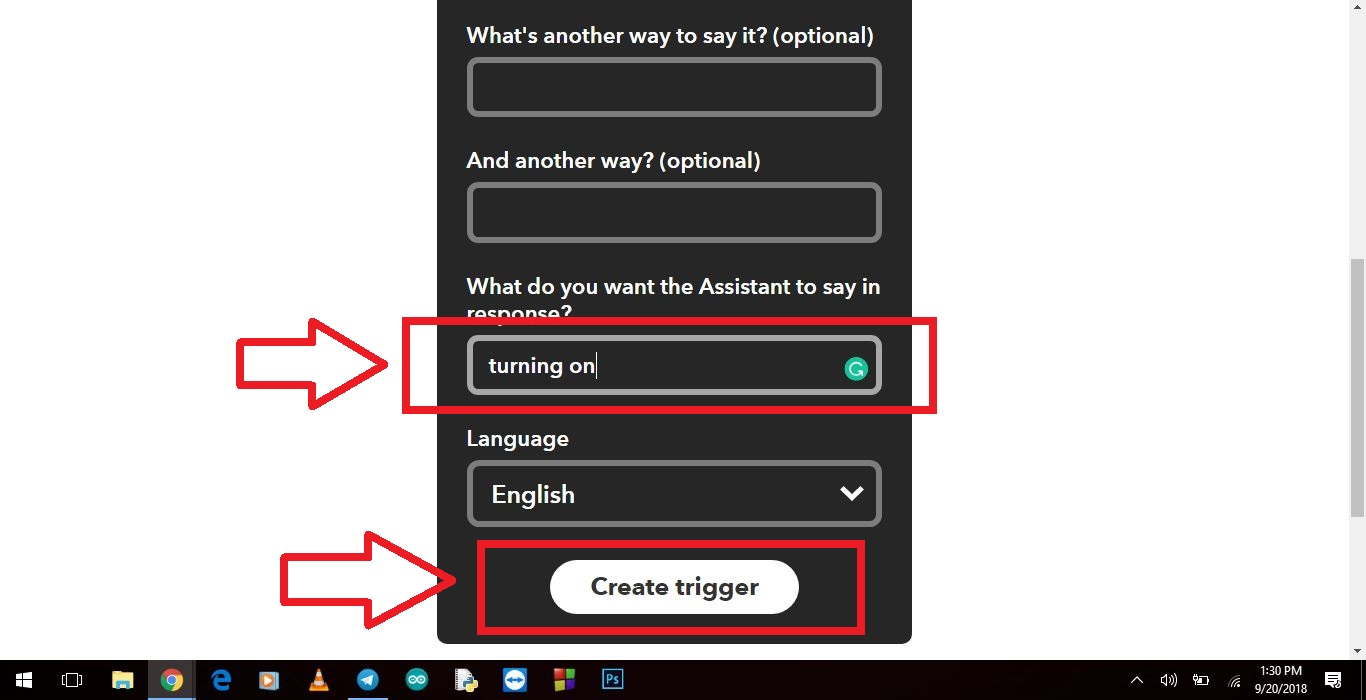 What's another way to say it? (optional)
And another way? (optional)
What do you want the Assistant to say in
response?
turning on
Language
English
Create trigger
Ps
1:30 PM
9/20/2018